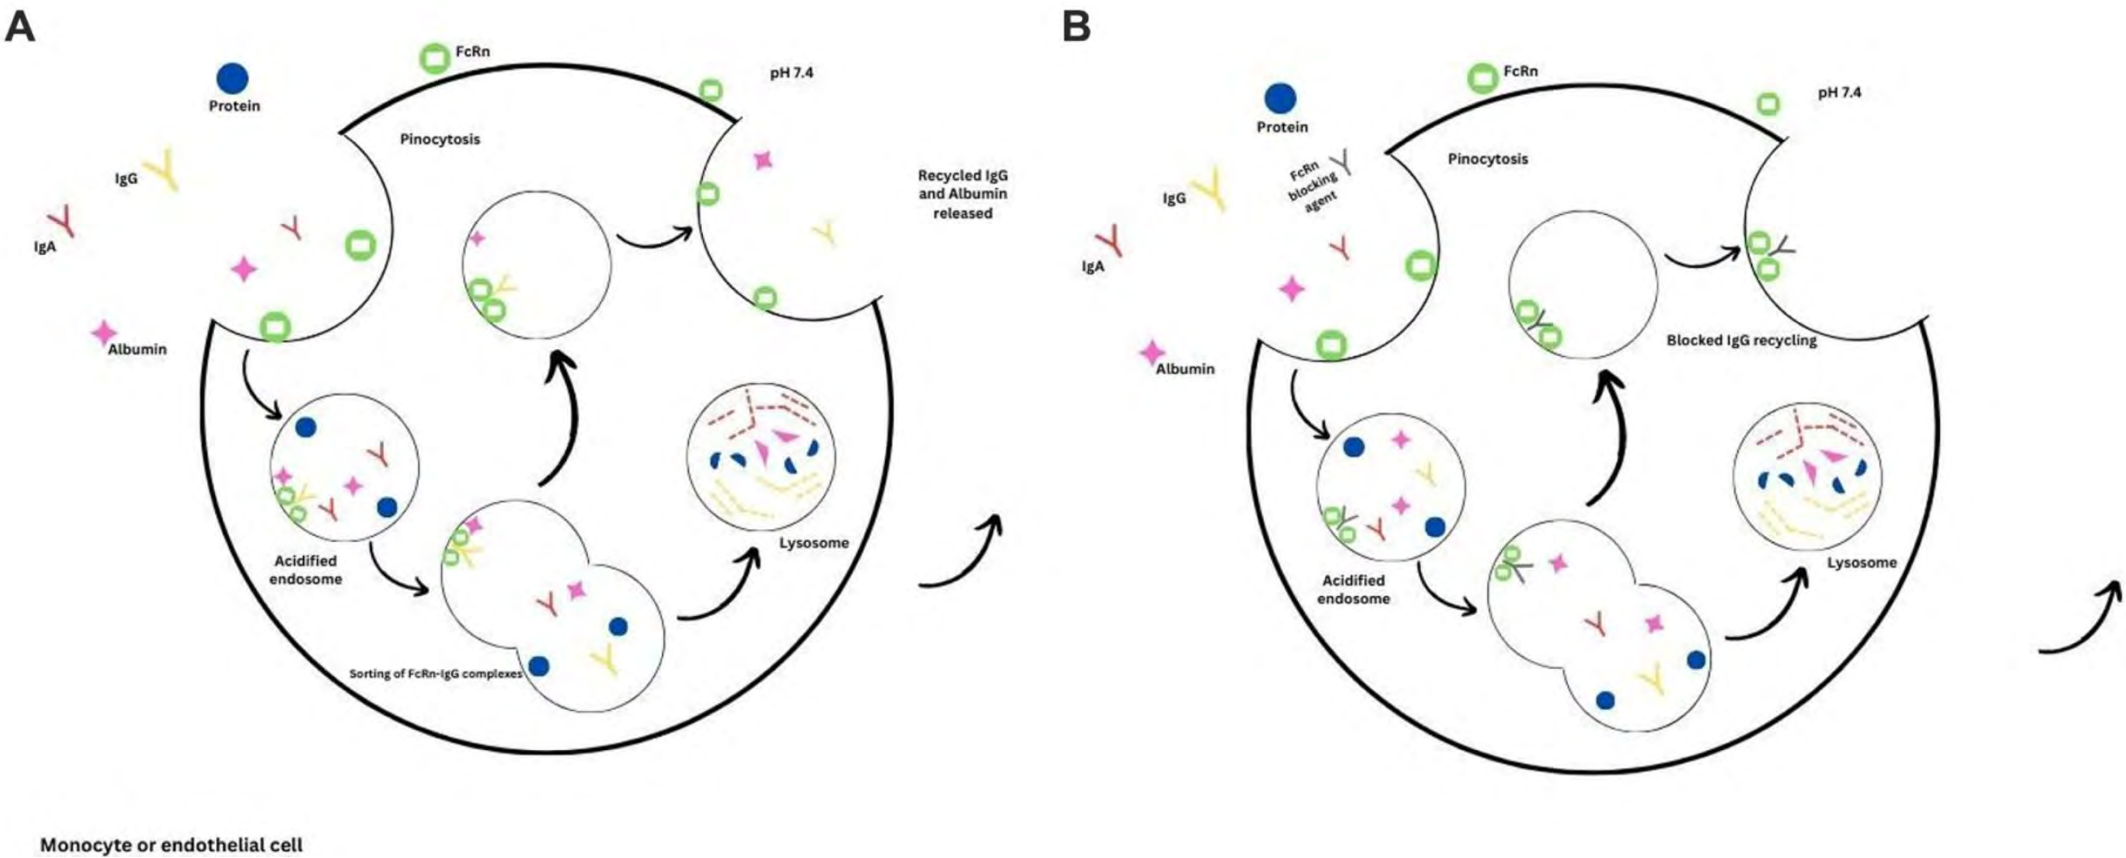 A
FcRn
pH 7.4
Protein
Pinocytosis
IgG
Recycled IgG
and Albumin
released
IgA
Albumin
Lysosome
Acidified
endosome
Sorting of FcRn-IgG complexes
Monocyte or endothelial cell
B
FcRn
pH 7.4
Protein
Pinocytosis
FcRn
blocking
agent
IgG
IgA
Blocked IgG recycling
Albumin
Lysosome
Acidified
endosome